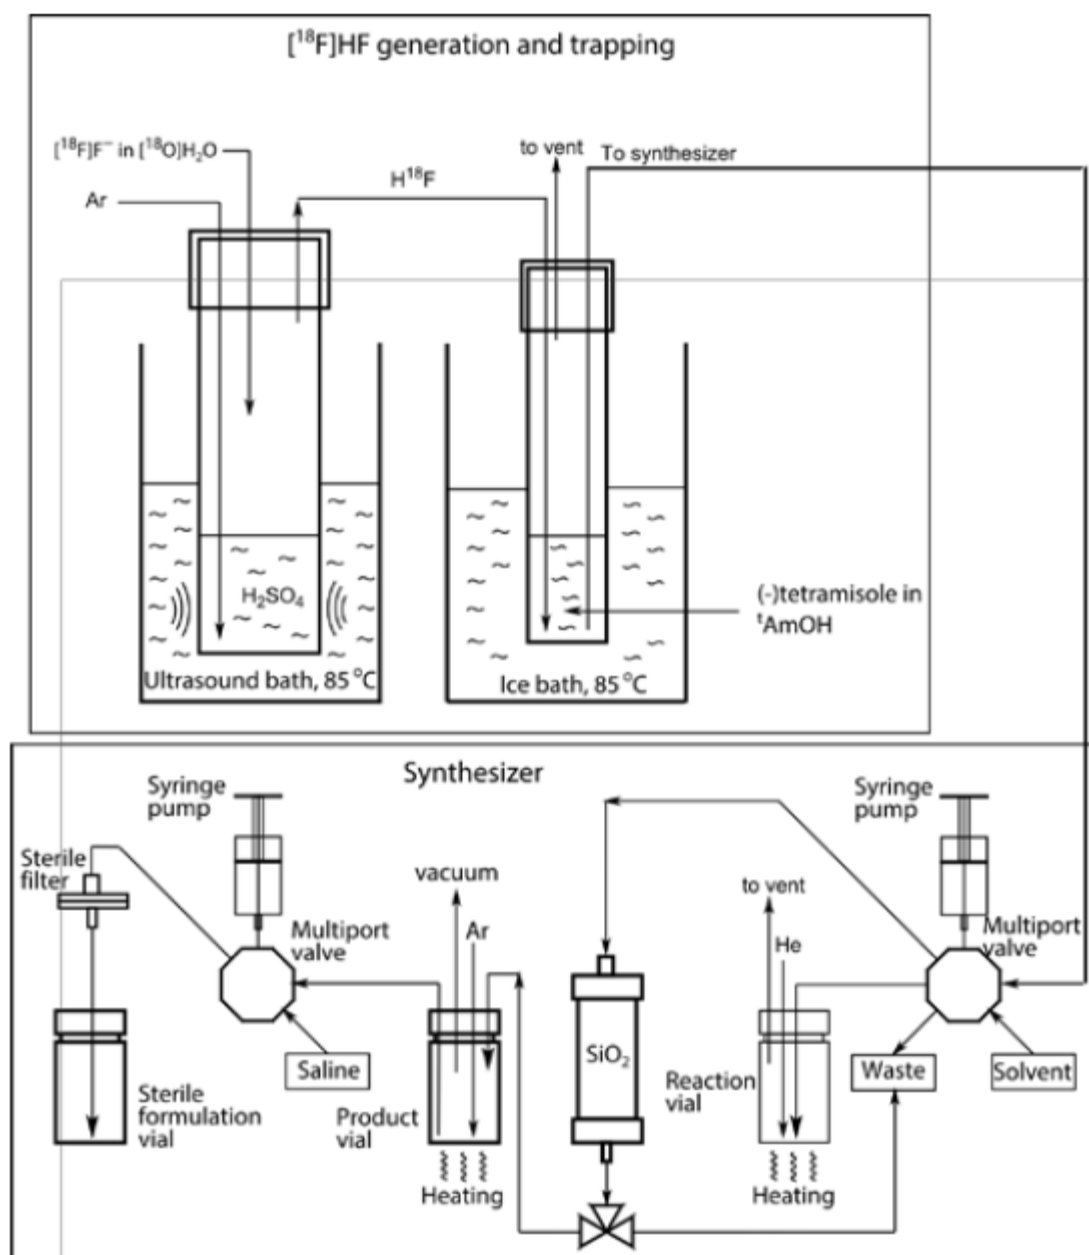 [¹⁸F]HF generation and trapping
[¹⁸F]F⁻ in [¹⁸O]H₂O
to vent
To synthesizer
H¹⁸F
Ar
H₂SO₄
(-)tetramisole in
ᵗAmOH
Ultrasound bath, 85 °C
Ice bath, 85 °C
Synthesizer
Syringe
pump
Syringe
pump
Sterile
filter
vacuum
to vent
Ar
He
Multiport
valve
Multiport
valve
SiO₂
Saline
Reaction
vial
Waste
Solvent
Sterile
formulation
vial
Product
vial
Heating
Heating